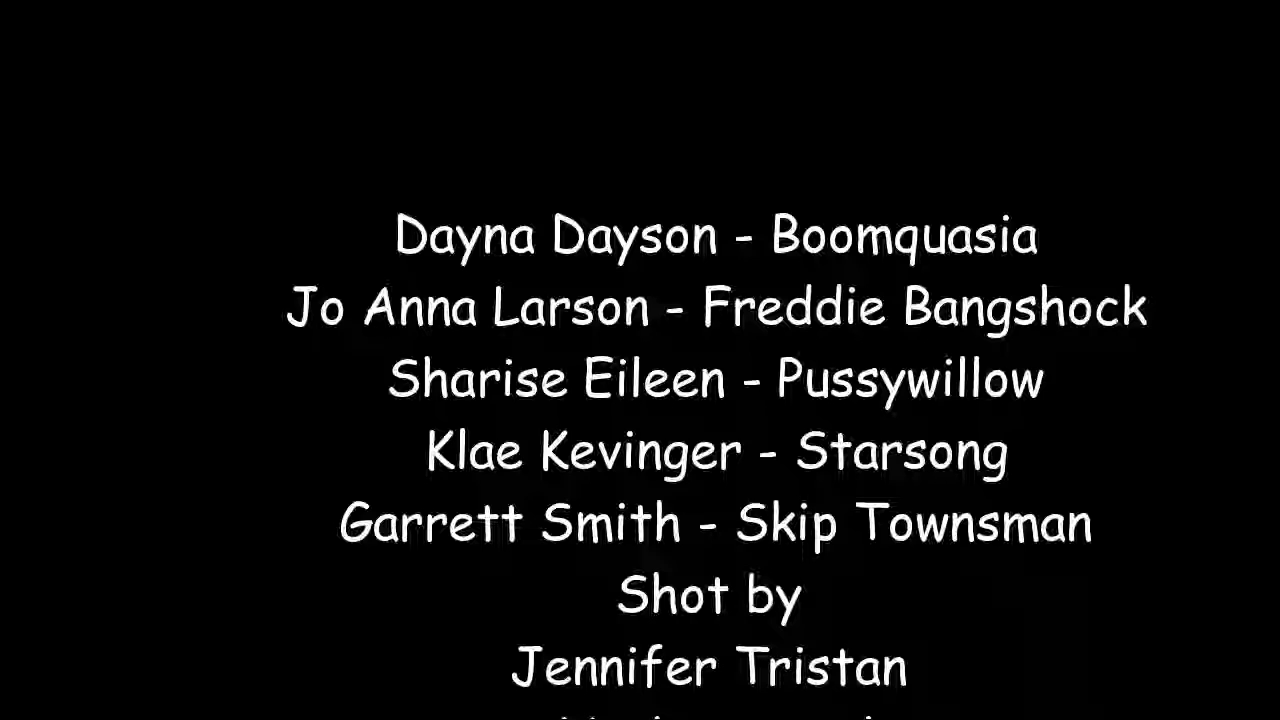 Dayna Dayson - Boomquasia
Jo Anna Larson - Freddie Bangshock
Sharise Eileen - Pussywillow
Klae Kevinger - Starsong
Garrett Smith - Skip Townsman
Shot by
Jennifer Tristan